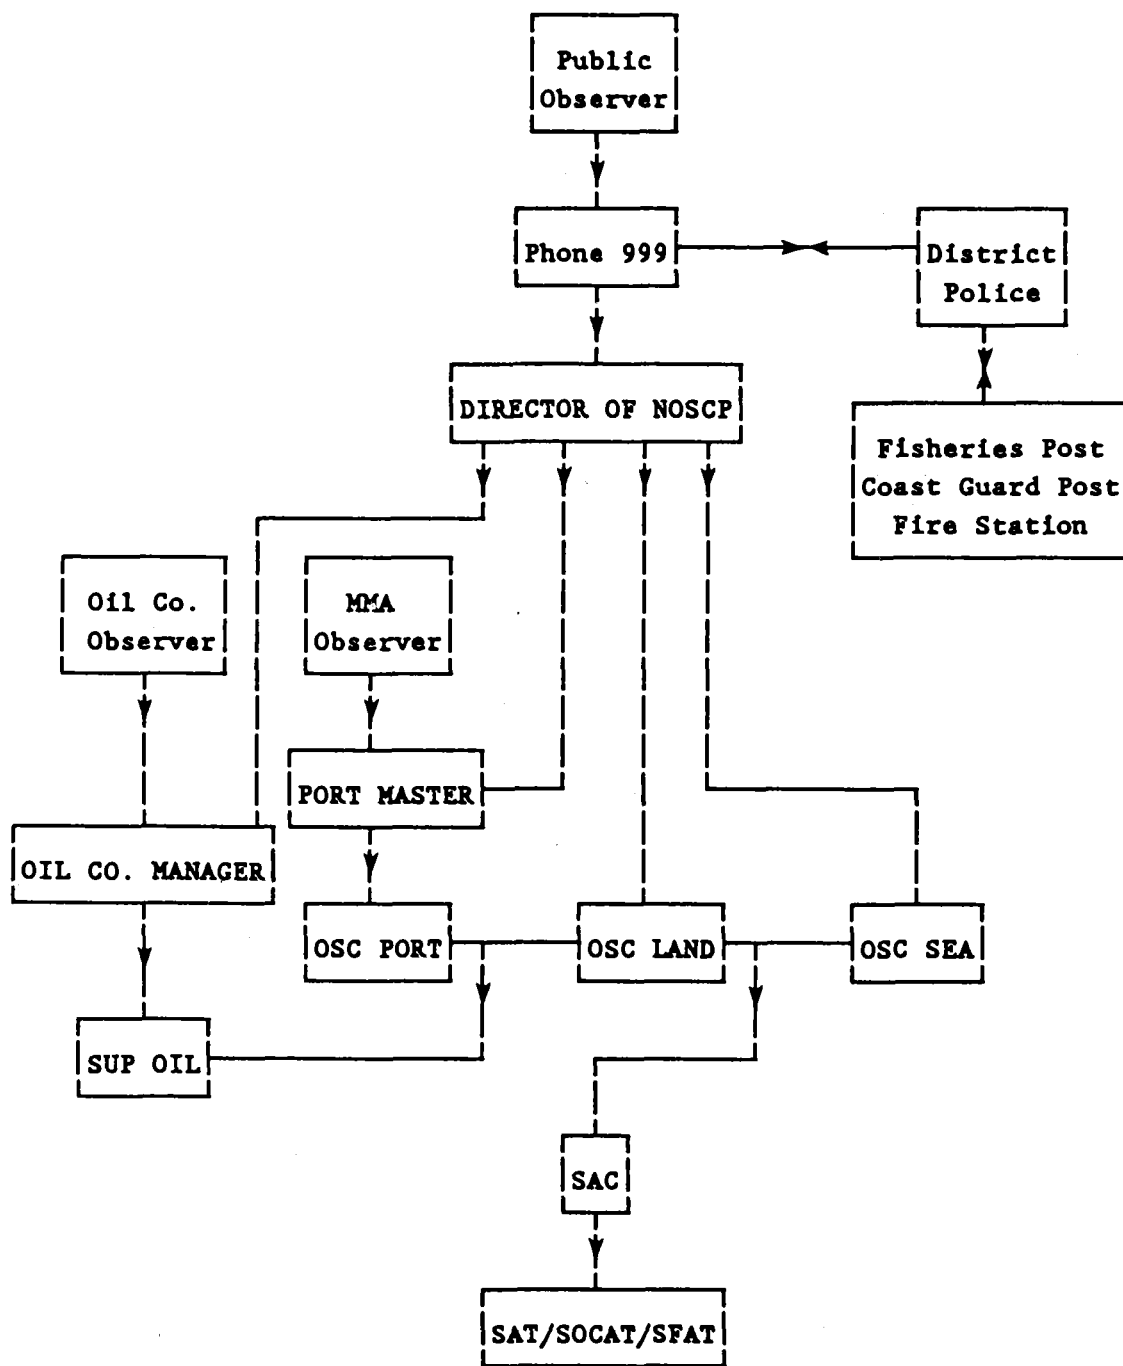 Public
Observer
Phone 999
District
Police
DIRECTOR OF NOSCP
Fisheries Post
Coast Guard Post
Fire Station
Oil Co.
Observer
MMA
Observer
PORT MASTER
OIL CO. MANAGER
OSC PORT
OSC LAND
OSC SEA
SUP OIL
SAC
SAT/SOCAT/SFAT